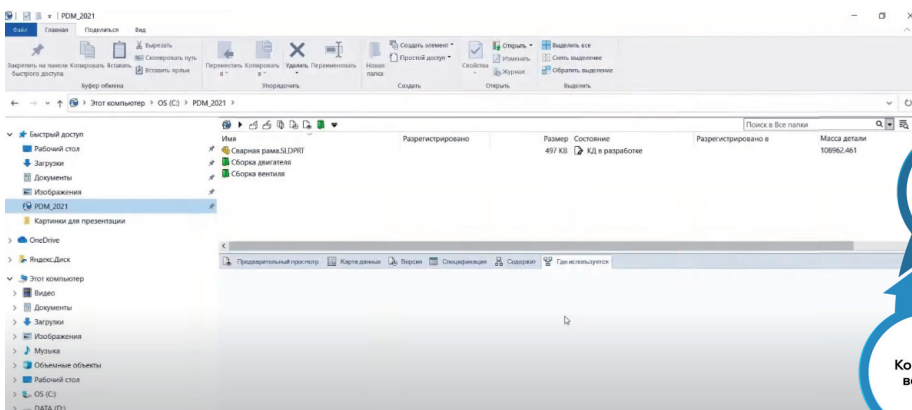 PDM_2021
Файл Главная Поделиться Вид
Закрепить на панели быстрого доступа
Копировать Вставить
Вырезать
Скопировать путь
Вставить ярлык
Переместить в
Копировать в
Удалить Переименовать
Новая папка
Создать элемент
Простой доступ
Свойства
Открыть
Изменить
Журнал
Выделить все
Снять выделение
Обратить выделение
Буфер обмена Упорядочить Создать Открыть Выделить
Этот компьютер > OS (C:) > PDM_2021 >
Поиск в Все папки
Быстрый доступ
Рабочий стол
Загрузки
Документы
Изображения
PDM_2021
Картинки для презентации
OneDrive
Яндекс.Диск
Этот компьютер
Видео
Документы
Загрузки
Изображения
Музыка
Объемные объекты
Рабочий стол
OS (C:)
DATA (D:)
Имя Разрегистрировано Размер Состояние Разрегистрировано в Масса детали
Сварная рама.SLDPRT 497 KB КД в разработке 108962.461
Сборка двигателя
Сборка вентиля
Предварительный просмотр Карта данных Версия Спецификация Содержит Где используется